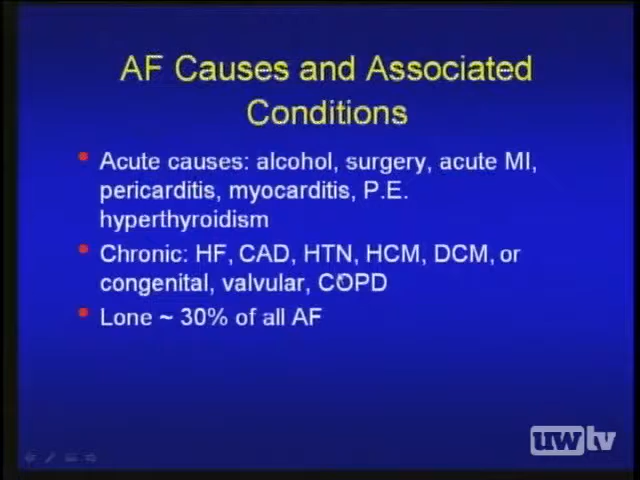 AF Causes and Associated
Conditions
• Acute causes: alcohol, surgery, acute MI,
pericarditis, myocarditis, P.E.
hyperthyroidism
• Chronic: HF, CAD, HTN, HCM, DCM, or
congenital, valvular, COPD
• Lone ~ 30% of all AF
uwtv